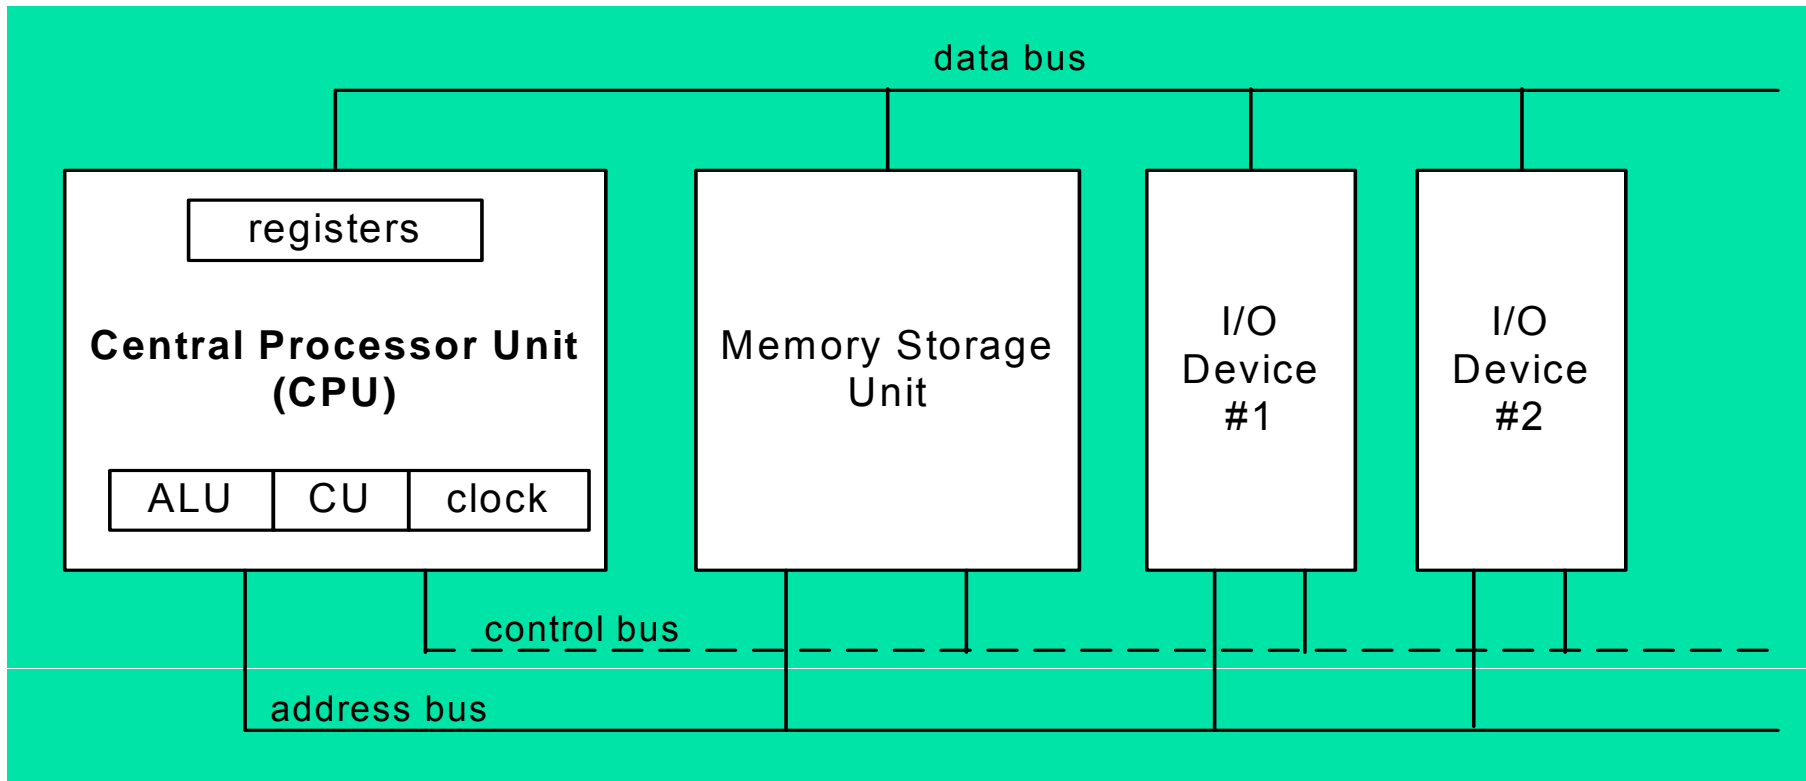 data bus
registers
Central Processor Unit
(CPU)
ALU
CU
clock
Memory Storage
Unit
I/O
Device
#1
I/O
Device
#2
control bus
address bus